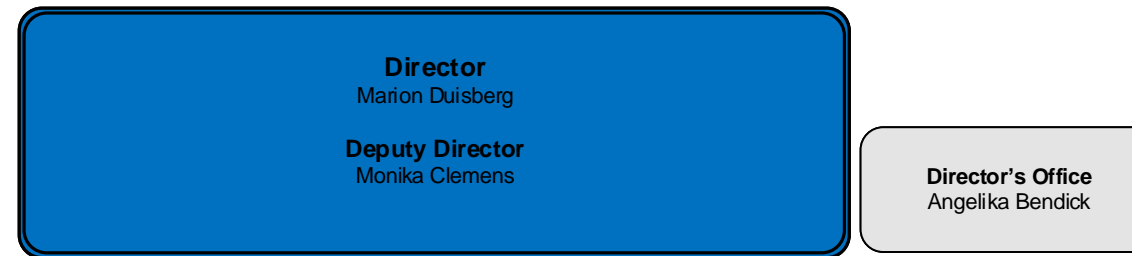 Director
Marion Duisberg
Deputy Director
Monika Clemens
Director’s Office
Angelika Bendick